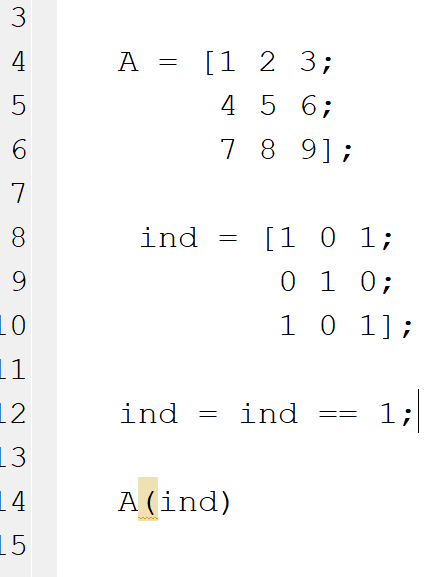 3
4 A = [1 2 3;
5 4 5 6;
6 7 8 9];
7
8 ind = [1 0 1;
9 0 1 0;
10 1 0 1];
11
12 ind = ind == 1;
13
14 A(ind)
15